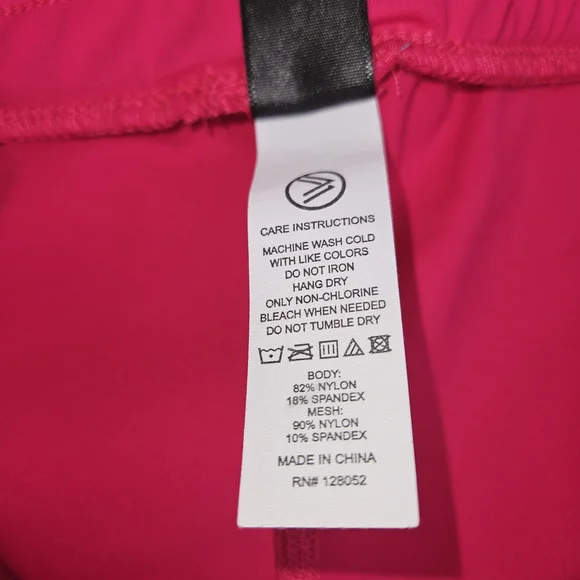 CARE INSTRUCTIONS
MACHINE WASH COLD
WITH LIKE COLORS
DO NOT IRON
HANG DRY
ONLY NON-CHLORINE
BLEACH WHEN NEEDED
DO NOT TUMBLE DRY
BODY:
82% NYLON
18% SPANDEX
MESH:
90% NYLON
10% SPANDEX
MADE IN CHINA
RN# 128052